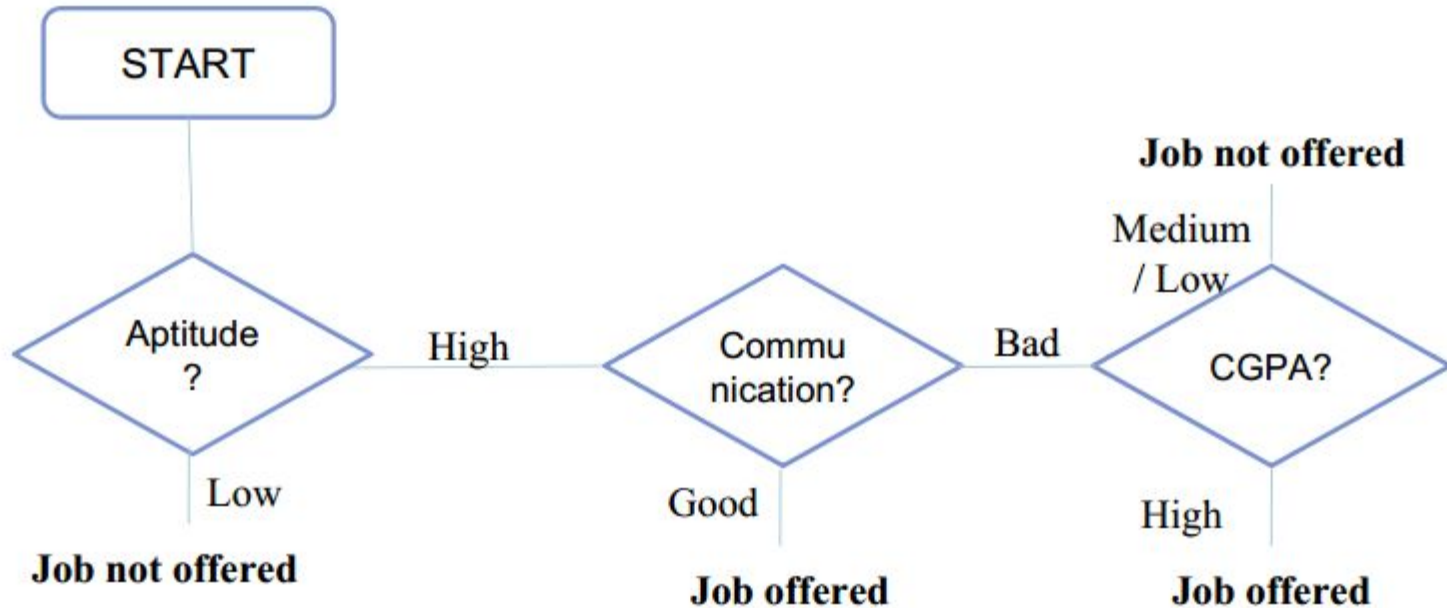 START
Job not offered
Medium
/ Low
Aptitude
?
High
Commu
nication?
Bad
CGPA?
Low
Good
High
Job not offered
Job offered
Job offered